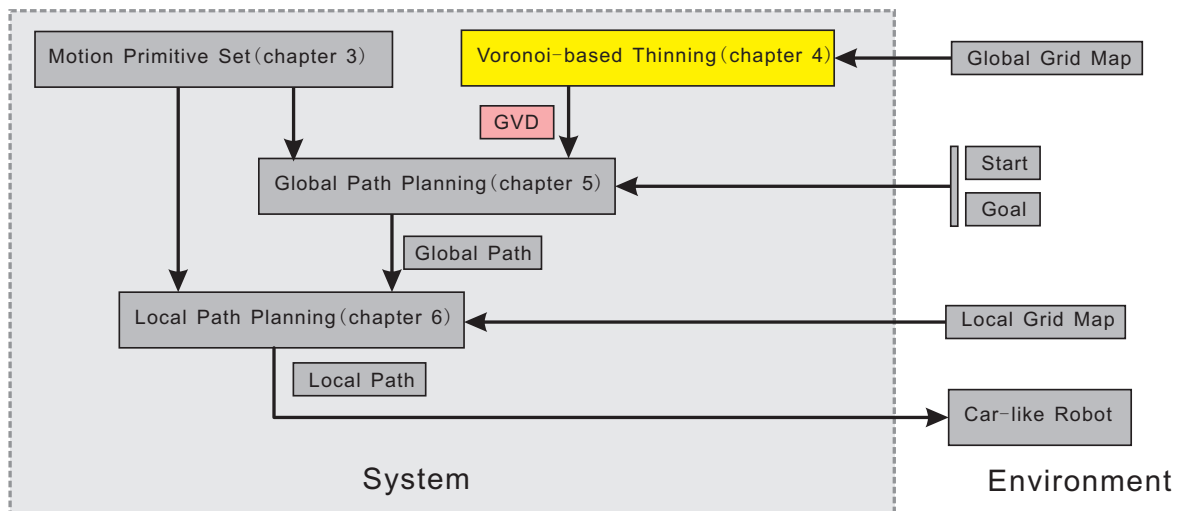 Motion Primitive Set(chapter 3)
Voronoi-based Thinning(chapter 4)
Global Grid Map
GVD
Start
Global Path Planning(chapter 5)
Goal
Global Path
Local Path Planning(chapter 6)
Local Grid Map
Local Path
Car-like Robot
System
Environment